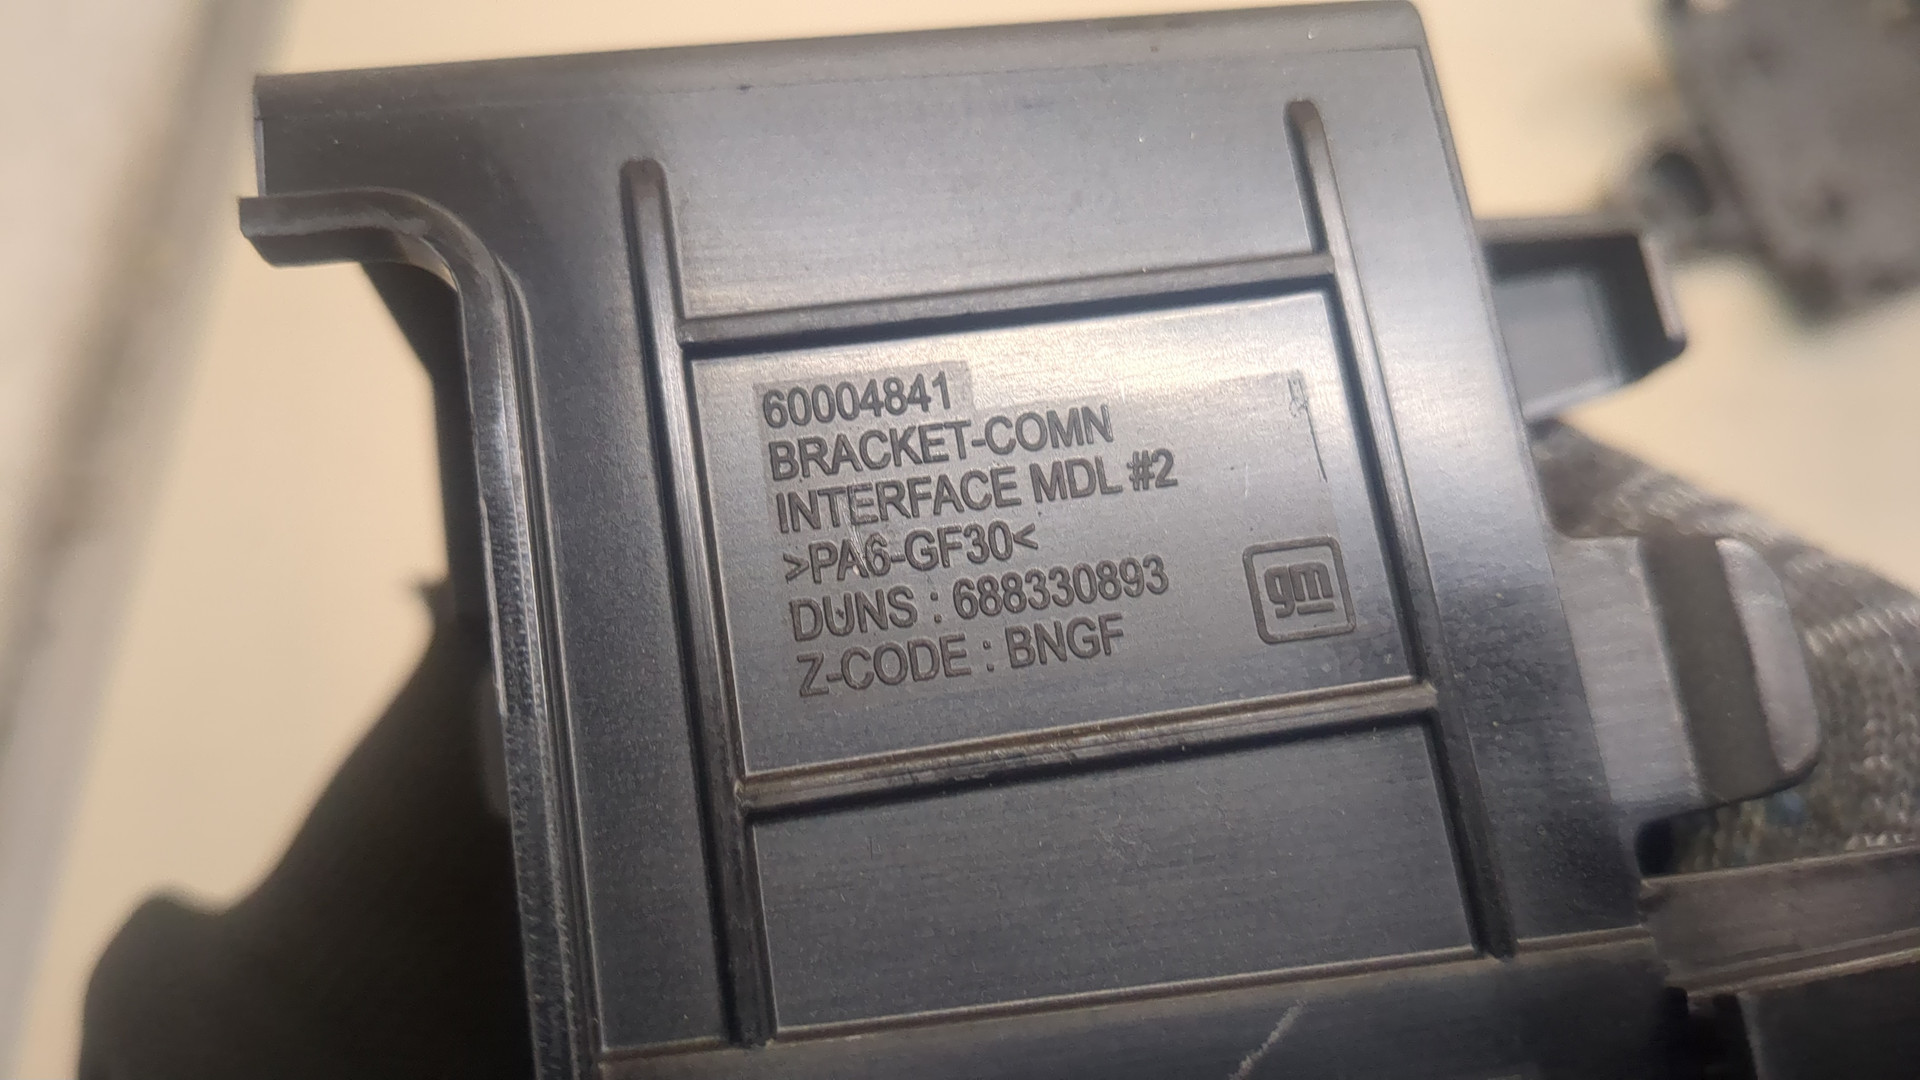 60004841
BRACKET-COMN
INTERFACE MDL #2
>PA6-GF30<
DUNS : 688330893
Z-CODE : BNGF
gm